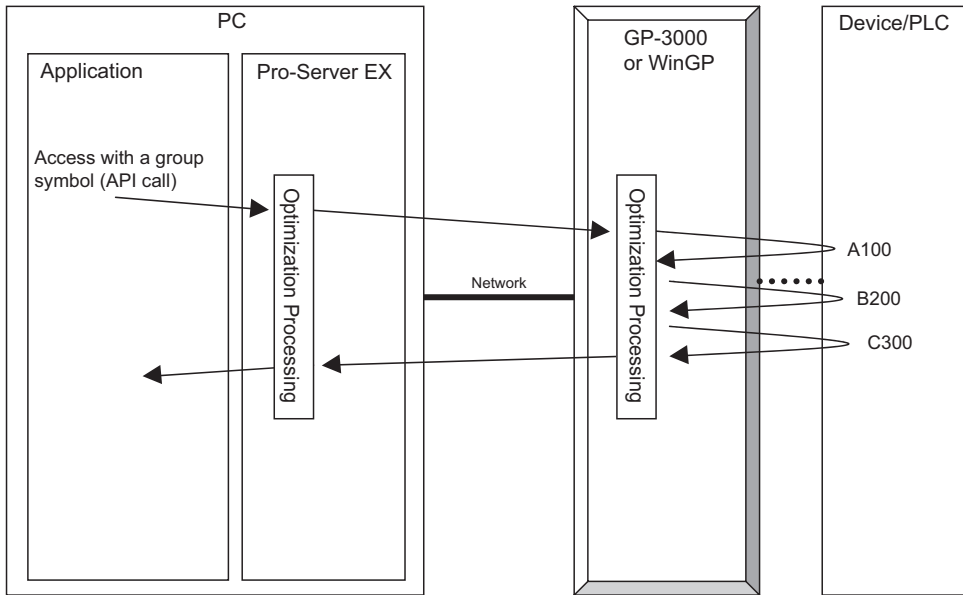 PC
Application
Pro-Server EX
Access with a group
symbol (API call)
Optimization Processing
Network
GP-3000
or WinGP
Optimization Processing
Device/PLC
A100
B200
C300